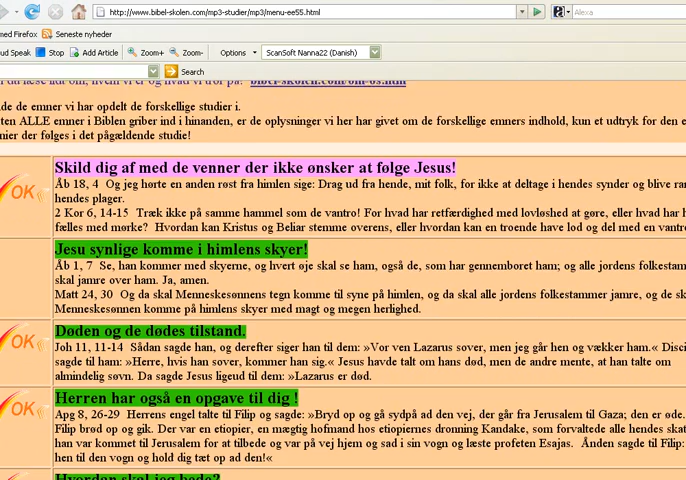 http://www.bibel-skolen.com/mp3-studier/mp3/menu-ee55.html
Alexa
med Firefox Seneste nyheder
ud Speak Stop Add Article Zoom+ Zoom- Options ScanSoft Nanna22 (Danish)
Search
bibel-skolen.com/om-os.htm
de de emner vi har opdelt de forskellige studier i.
ten ALLE emner i Biblen griber ind i hinanden, er de oplysninger vi her har givet om de forskellige emners indhold, kun et udtryk for den
nier der følges i det pågældende studie!
Skild dig af med de venner der ikke ønsker at følge Jesus!
OK
Åb 18, 4 Og jeg hørte en anden røst fra himlen sige: Drag ud fra hende, mit folk, for ikke at deltage i hendes synder og blive
hendes plager.
2 Kor 6, 14-15 Træk ikke på samme hammel som de vantro! For hvad har retfærdighed med lovløshed at gøre, eller hvad har
fælles med mørke? Hvordan kan Kristus og Beliar stemme overens, eller hvordan kan en troende have lod og del med en
Jesu synlige komme i himlens skyer!
Åb 1, 7 Se, han kommer med skyerne, og hvert øje skal se ham, også de, som har gennemboret ham; og alle jordens
skal jamre over ham. Ja, amen.
Matt 24, 30 Og da skal Menneskesønnens tegn komme til syne på himlen, og da skal alle jordens folkestammer jamre, og de
Menneskesønnen komme på himlens skyer med magt og megen herlighed.
Døden og de dødes tilstand.
OK
Joh 11, 11-14 Sådan sagde han, og derefter siger han til dem: »Vor ven Lazarus sover, men jeg går hen og vækker ham.«
sagde til ham: »Herre, hvis han sover, kommer han sig.« Jesus havde talt om hans død, men de andre mente, at han talte om
almindelig søvn. Da sagde Jesus ligeud til dem: »Lazarus er død.
Herren har også en opgave til dig !
OK
Apg 8, 26-29 Herrens engel talte til Filip og sagde: »Bryd op og gå sydpå ad den vej, der går fra Jerusalem til Gaza; den er øde.
Filip brød op og gik. Der var en etiopier, en mægtig hofmand hos etiopiernes dronning Kandake, som forvaltede alle hendes
han var kommet til Jerusalem for at tilbede og var på vej hjem og sad i sin vogn og læste profeten Esajas. Ånden sagde til Filip:
hen til den vogn og hold dig tæt op ad den!«
Hvordan skal jeg bede?